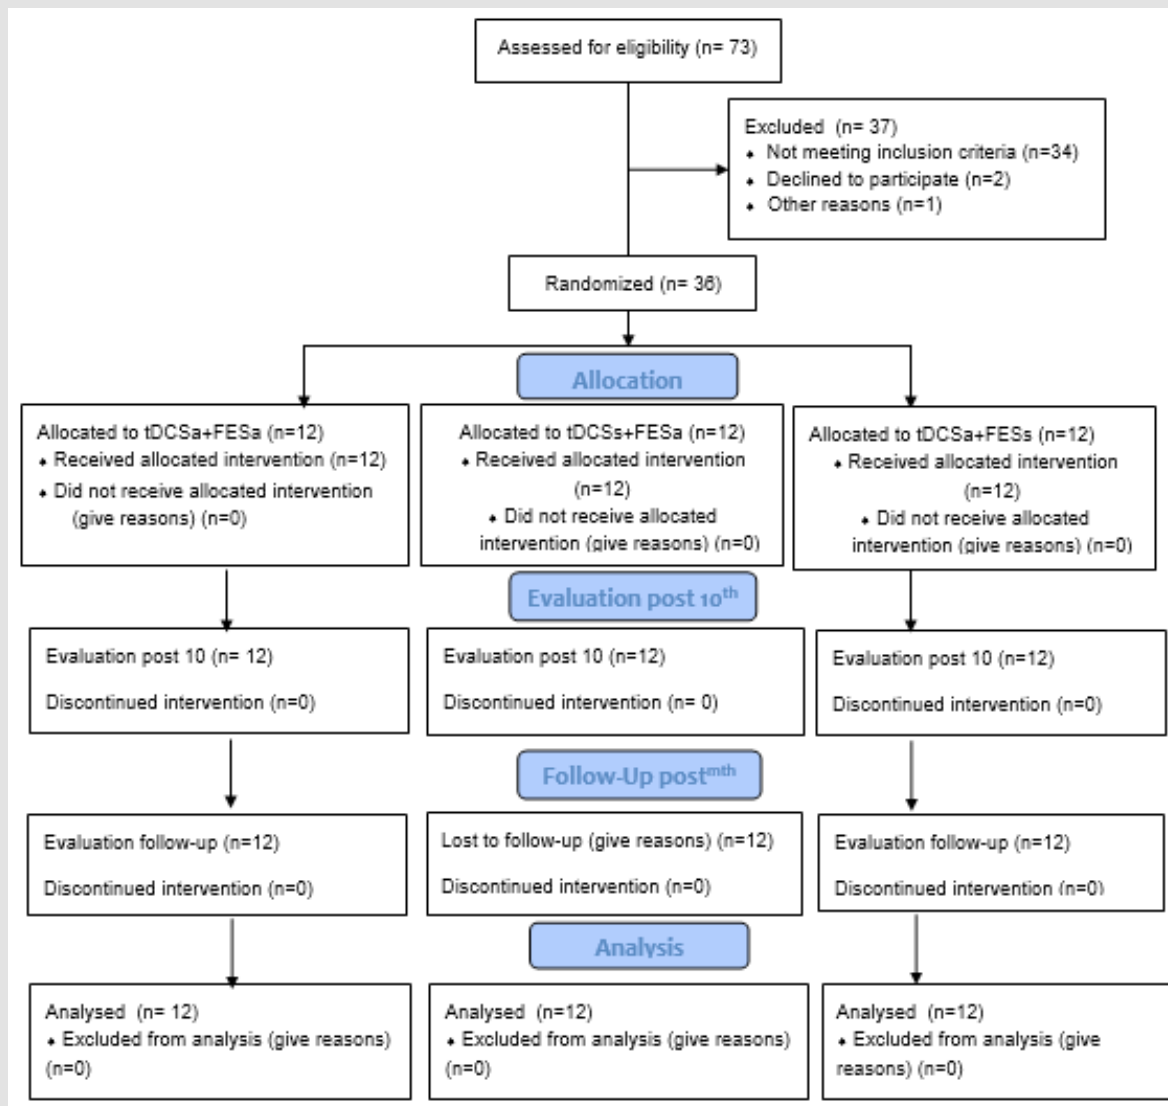 Assessed for eligibility (n= 73)
Excluded (n= 37)
♦ Not meeting inclusion criteria (n=34)
♦ Declined to participate (n=2)
♦ Other reasons (n=1)
Randomized (n= 36)
Allocation
Allocated to tDCSa+FESa (n=12)
♦ Received allocated intervention (n=12)
♦ Did not receive allocated intervention
(give reasons) (n=0)
Allocated to tDCSs+FESa (n=12)
♦ Received allocated intervention
(n=12)
♦ Did not receive allocated
intervention (give reasons) (n=0)
Allocated to tDCSa+FESs (n=12)
♦ Received allocated intervention
(n=12)
♦ Did not receive allocated
intervention (give reasons) (n=0)
Evaluation post 10th
Evaluation post 10 (n= 12)
Discontinued intervention (n=0)
Evaluation post 10 (n=12)
Discontinued intervention (n= 0)
Evaluation post 10 (n=12)
Discontinued intervention (n=0)
Follow-Up postmth
Evaluation follow-up (n=12)
Discontinued intervention (n=0)
Lost to follow-up (give reasons) (n=12)
Discontinued intervention (n=0)
Evaluation follow-up (n=12)
Discontinued intervention (n=0)
Analysis
Analysed (n= 12)
♦ Excluded from analysis (give reasons)
(n=0)
Analysed (n=12)
♦ Excluded from analysis (give reasons)
(n=0)
Analysed (n=12)
♦ Excluded from analysis (give
reasons) (n=0)